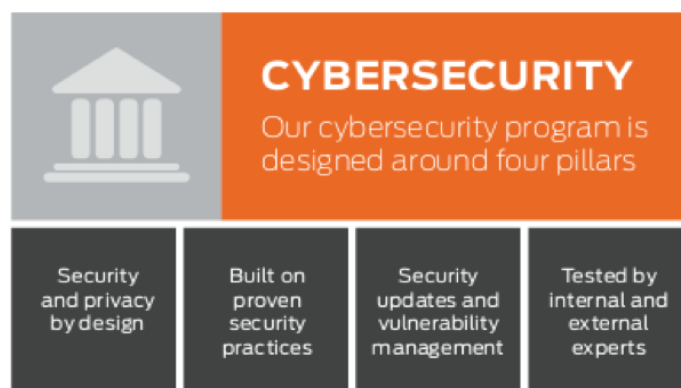 CYBERSECURITY
Our cybersecurity program is
designed around four pillars
Security
and privacy
by design
Built on
proven
security
practices
Security
updates and
vulnerability
management
Tested by
internal and
external
experts